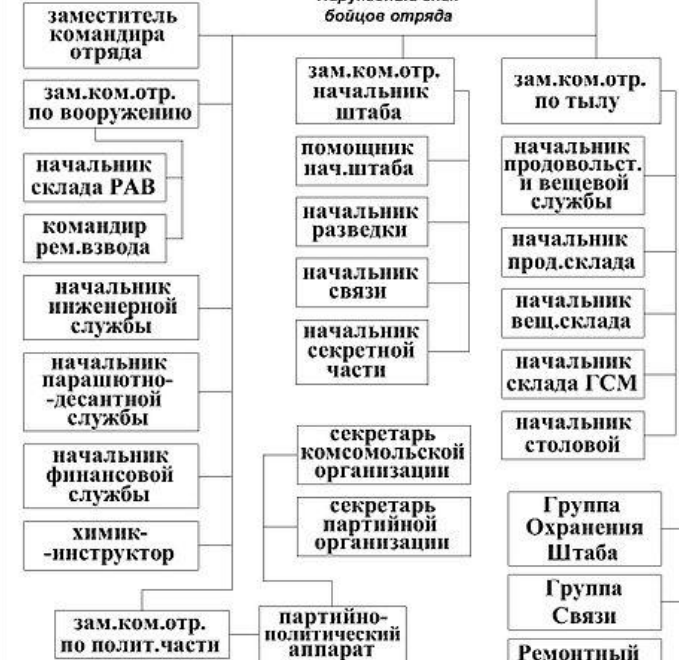 бойцов отряда
заместитель
командира
отряда
зам.ком.отр.
по вооружению
начальник
склада РАВ
командир
рем.взвода
начальник
инженерной
службы
начальник
парашютно-
-десантной
службы
начальник
финансовой
службы
химик-
-инструктор
зам.ком.отр.
по полит.части
зам.ком.отр.
начальник
штаба
помощник
нач.штаба
начальник
разведки
начальник
связи
начальник
секретной
части
секретарь
комсомольской
организации
секретарь
партийной
организации
партийно-
политический
аппарат
зам.ком.отр.
по тылу
начальник
продовольст.
и вещевой
службы
начальник
прод.склада
начальник
вещ.склада
начальник
склада ГСМ
начальник
столовой
Группа
Охранения
Штаба
Группа
Связи
Ремонтный